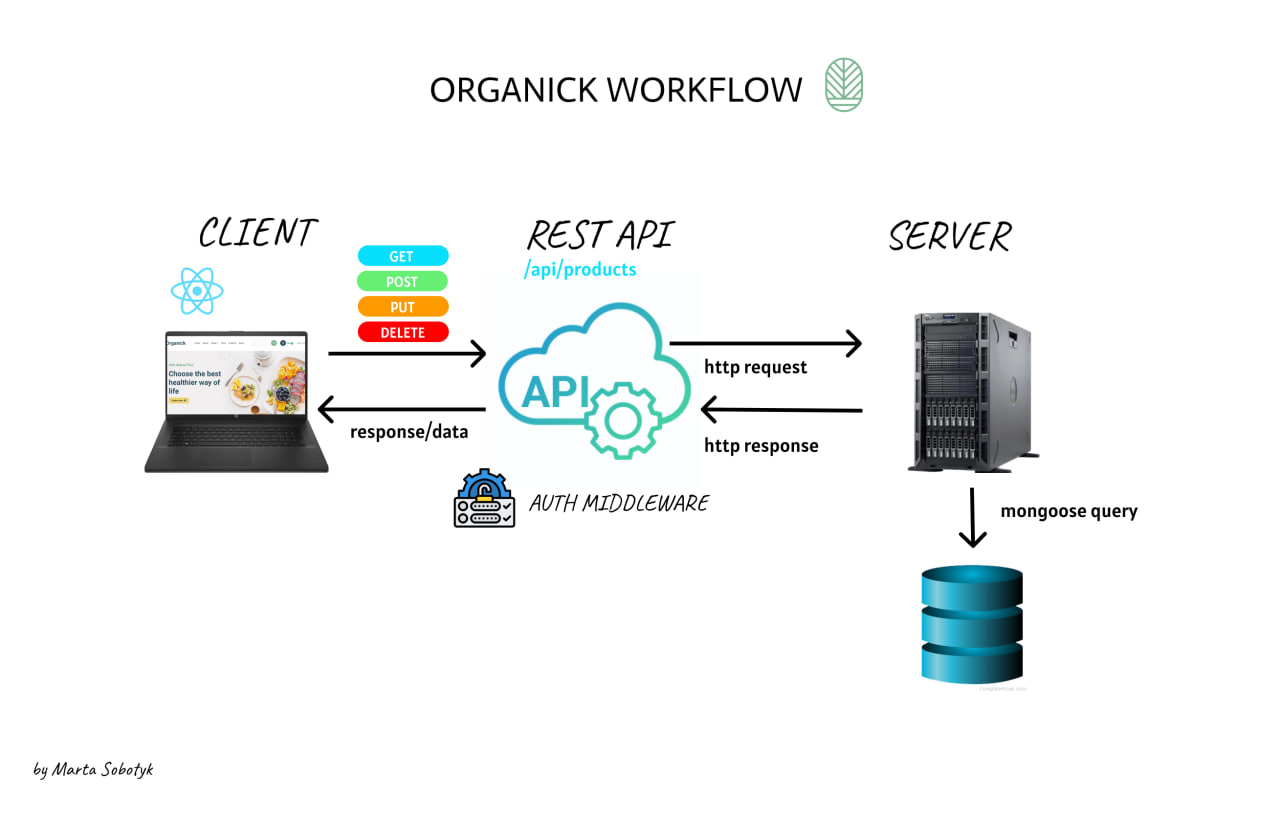 ORGANICK WORKFLOW
CLIENT
REST API
SERVER
/api/products
GET
POST
PUT
DELETE
Organick
Choose the best
healthier way of
life
API
http request
response/data
http response
AUTH MIDDLEWARE
mongoose query
by Marta Sobotyk